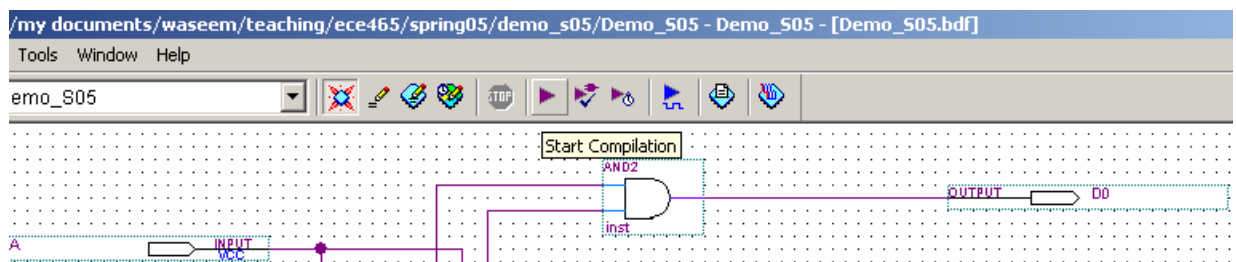 /my documents/waseem/teaching/ece465/spring05/demo_s05/Demo_S05 - Demo_S05 - [Demo_S05.bdf]
Tools Window Help
emo_S05
STOP
Start Compilation
AND2
OUTPUT D0
inst
A INPUT
VCC